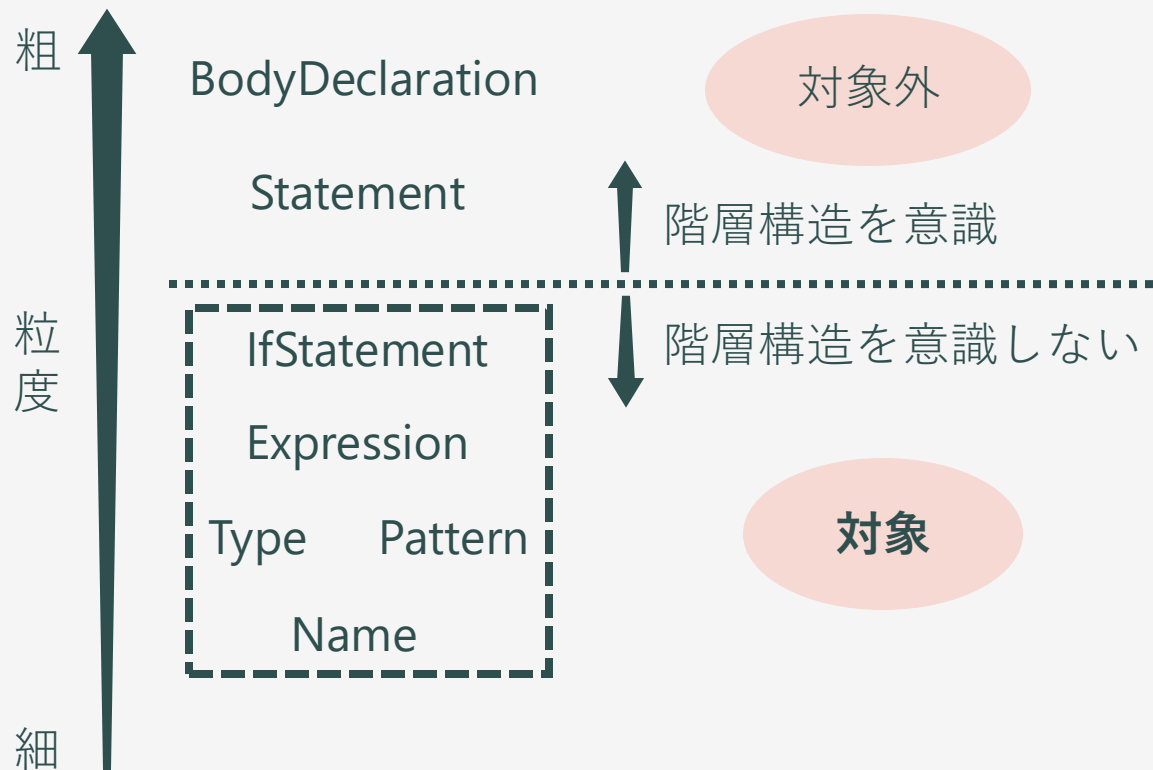 粗
BodyDeclaration
対象外
Statement
階層構造を意識
粒度
IfStatement
階層構造を意識しない
Expression
Type Pattern
対象
Name
細